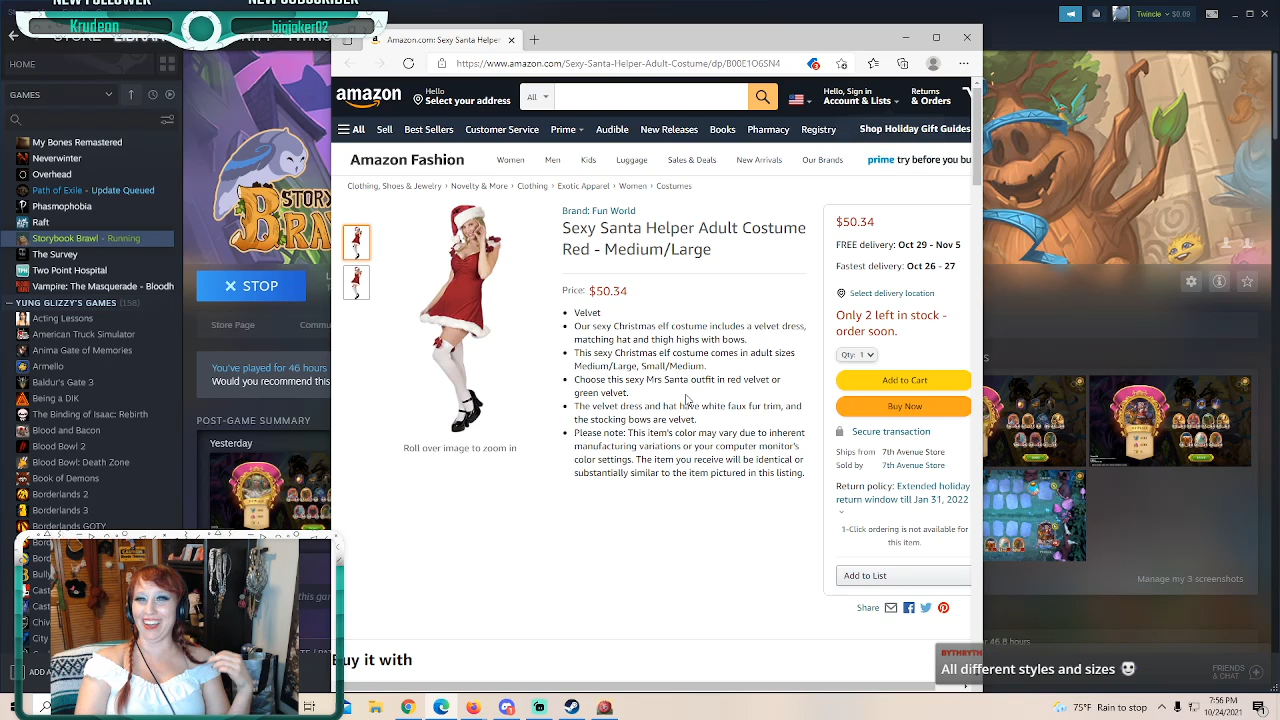 NEW FOLLOWER
NEW SUBSCRIBER
Krudeon
bigjoker02
Twincle
$0.09
Amazon.com: Sexy Santa Helper
https://www.amazon.com/Sexy-Santa-Helper-Adult-Costume/dp/B00E1O6SN4
3
HOME
GAMES
My Bones Remastered
Neverwinter
Overhead
Path of Exile - Update Queued
Phasmophobia
Raft
Storybook Brawl - Running
The Survey
Two Point Hospital
Vampire: The Masquerade - Bloodh
YUNG GLIZZY'S GAMES (158)
Acting Lessons
American Truck Simulator
Anima Gate of Memories
Armello
Baldur's Gate 3
Being a DIK
The Binding of Isaac: Rebirth
Blood and Bacon
Blood Bowl 2
Blood Bowl: Death Zone
Book of Demons
Borderlands 2
Borderlands 3
Borderlands GOTY
STOP
Store Page
Commu
You've played for 46 hours
Would you recommend this
POST-GAME SUMMARY
Yesterday
this gam
amazon
Hello
Select your address
All
Hello, Sign in
Account & Lists
Returns
& Orders
All
Sell
Best Sellers
Customer Service
Prime
Audible
New Releases
Books
Pharmacy
Registry
Shop Holiday Gift Guides
Amazon Fashion
Women
Men
Kids
Luggage
Sales & Deals
New Arrivals
Our Brands
prime try before you bu
Clothing, Shoes & Jewelry › Novelty & More › Clothing › Exotic Apparel › Women › Costumes
Roll over image to zoom in
Brand: Fun World
Sexy Santa Helper Adult Costume
Red - Medium/Large
Price: $50.34
Velvet
Our sexy Christmas elf costume includes a velvet dress,
matching hat and thigh highs with bows.
This sexy Christmas elf costume comes in adult sizes
Medium/Large, Small/Medium.
Choose this sexy Mrs Santa outfit in red velvet or
green velvet.
The velvet dress and hat have white faux fur trim, and
the stocking bows are velvet.
Please note: This item's color may vary due to inherent
manufacturing variations or your computer monitor's
color settings. The item you receive will be identical or
substantially similar to the item pictured in this listing.
$50.34
FREE delivery: Oct 29 - Nov 5
Fastest delivery: Oct 26 - 27
Select delivery location
Only 2 left in stock -
order soon.
Qty: 1
Add to Cart
Buy Now
Secure transaction
Ships from 7th Avenue Store
Sold by 7th Avenue Store
Return policy: Extended holiday
return window till Jan 31, 2022
1-Click ordering is not available for
this item.
Add to List
Share
Buy it with
Manage my 3 screenshots
All different styles and sizes
FRIENDS
& CHAT
75°F
Rain to stop
7:56 PM
10/24/2021